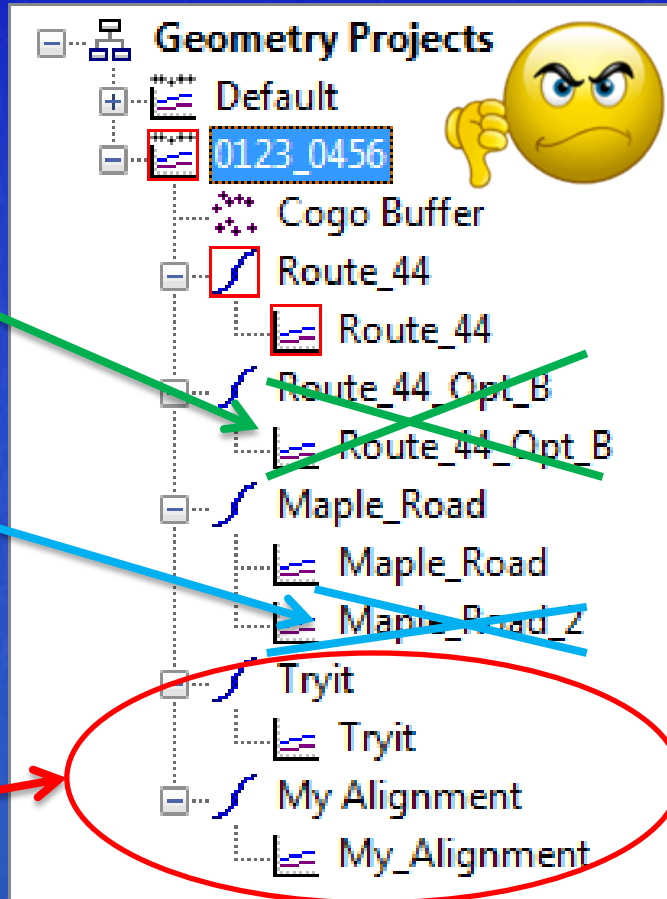 Geometry Projects
Default
0123_0456
Cogo Buffer
Route_44
Route_44
Route_44_Opt_B
Route_44_Opt_B
Maple_Road
Maple_Road
Maple_Road_2
Tryit
Tryit
My Alignment
My_Alignment